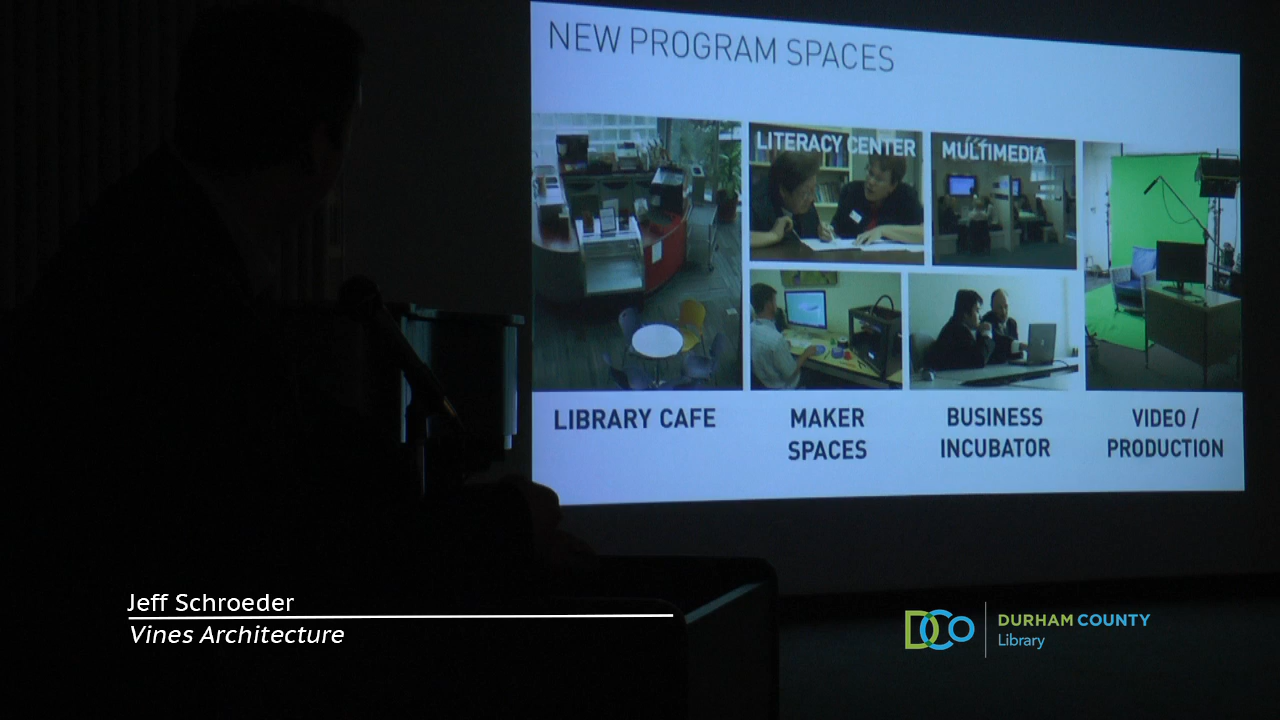 NEW PROGRAM SPACES
LITERACY CENTER
MULTIMEDIA
LIBRARY CAFE
MAKER
SPACES
BUSINESS
INCUBATOR
VIDEO /
PRODUCTION
Jeff Schroeder
Vines Architecture
DCO
DURHAM COUNTY
Library